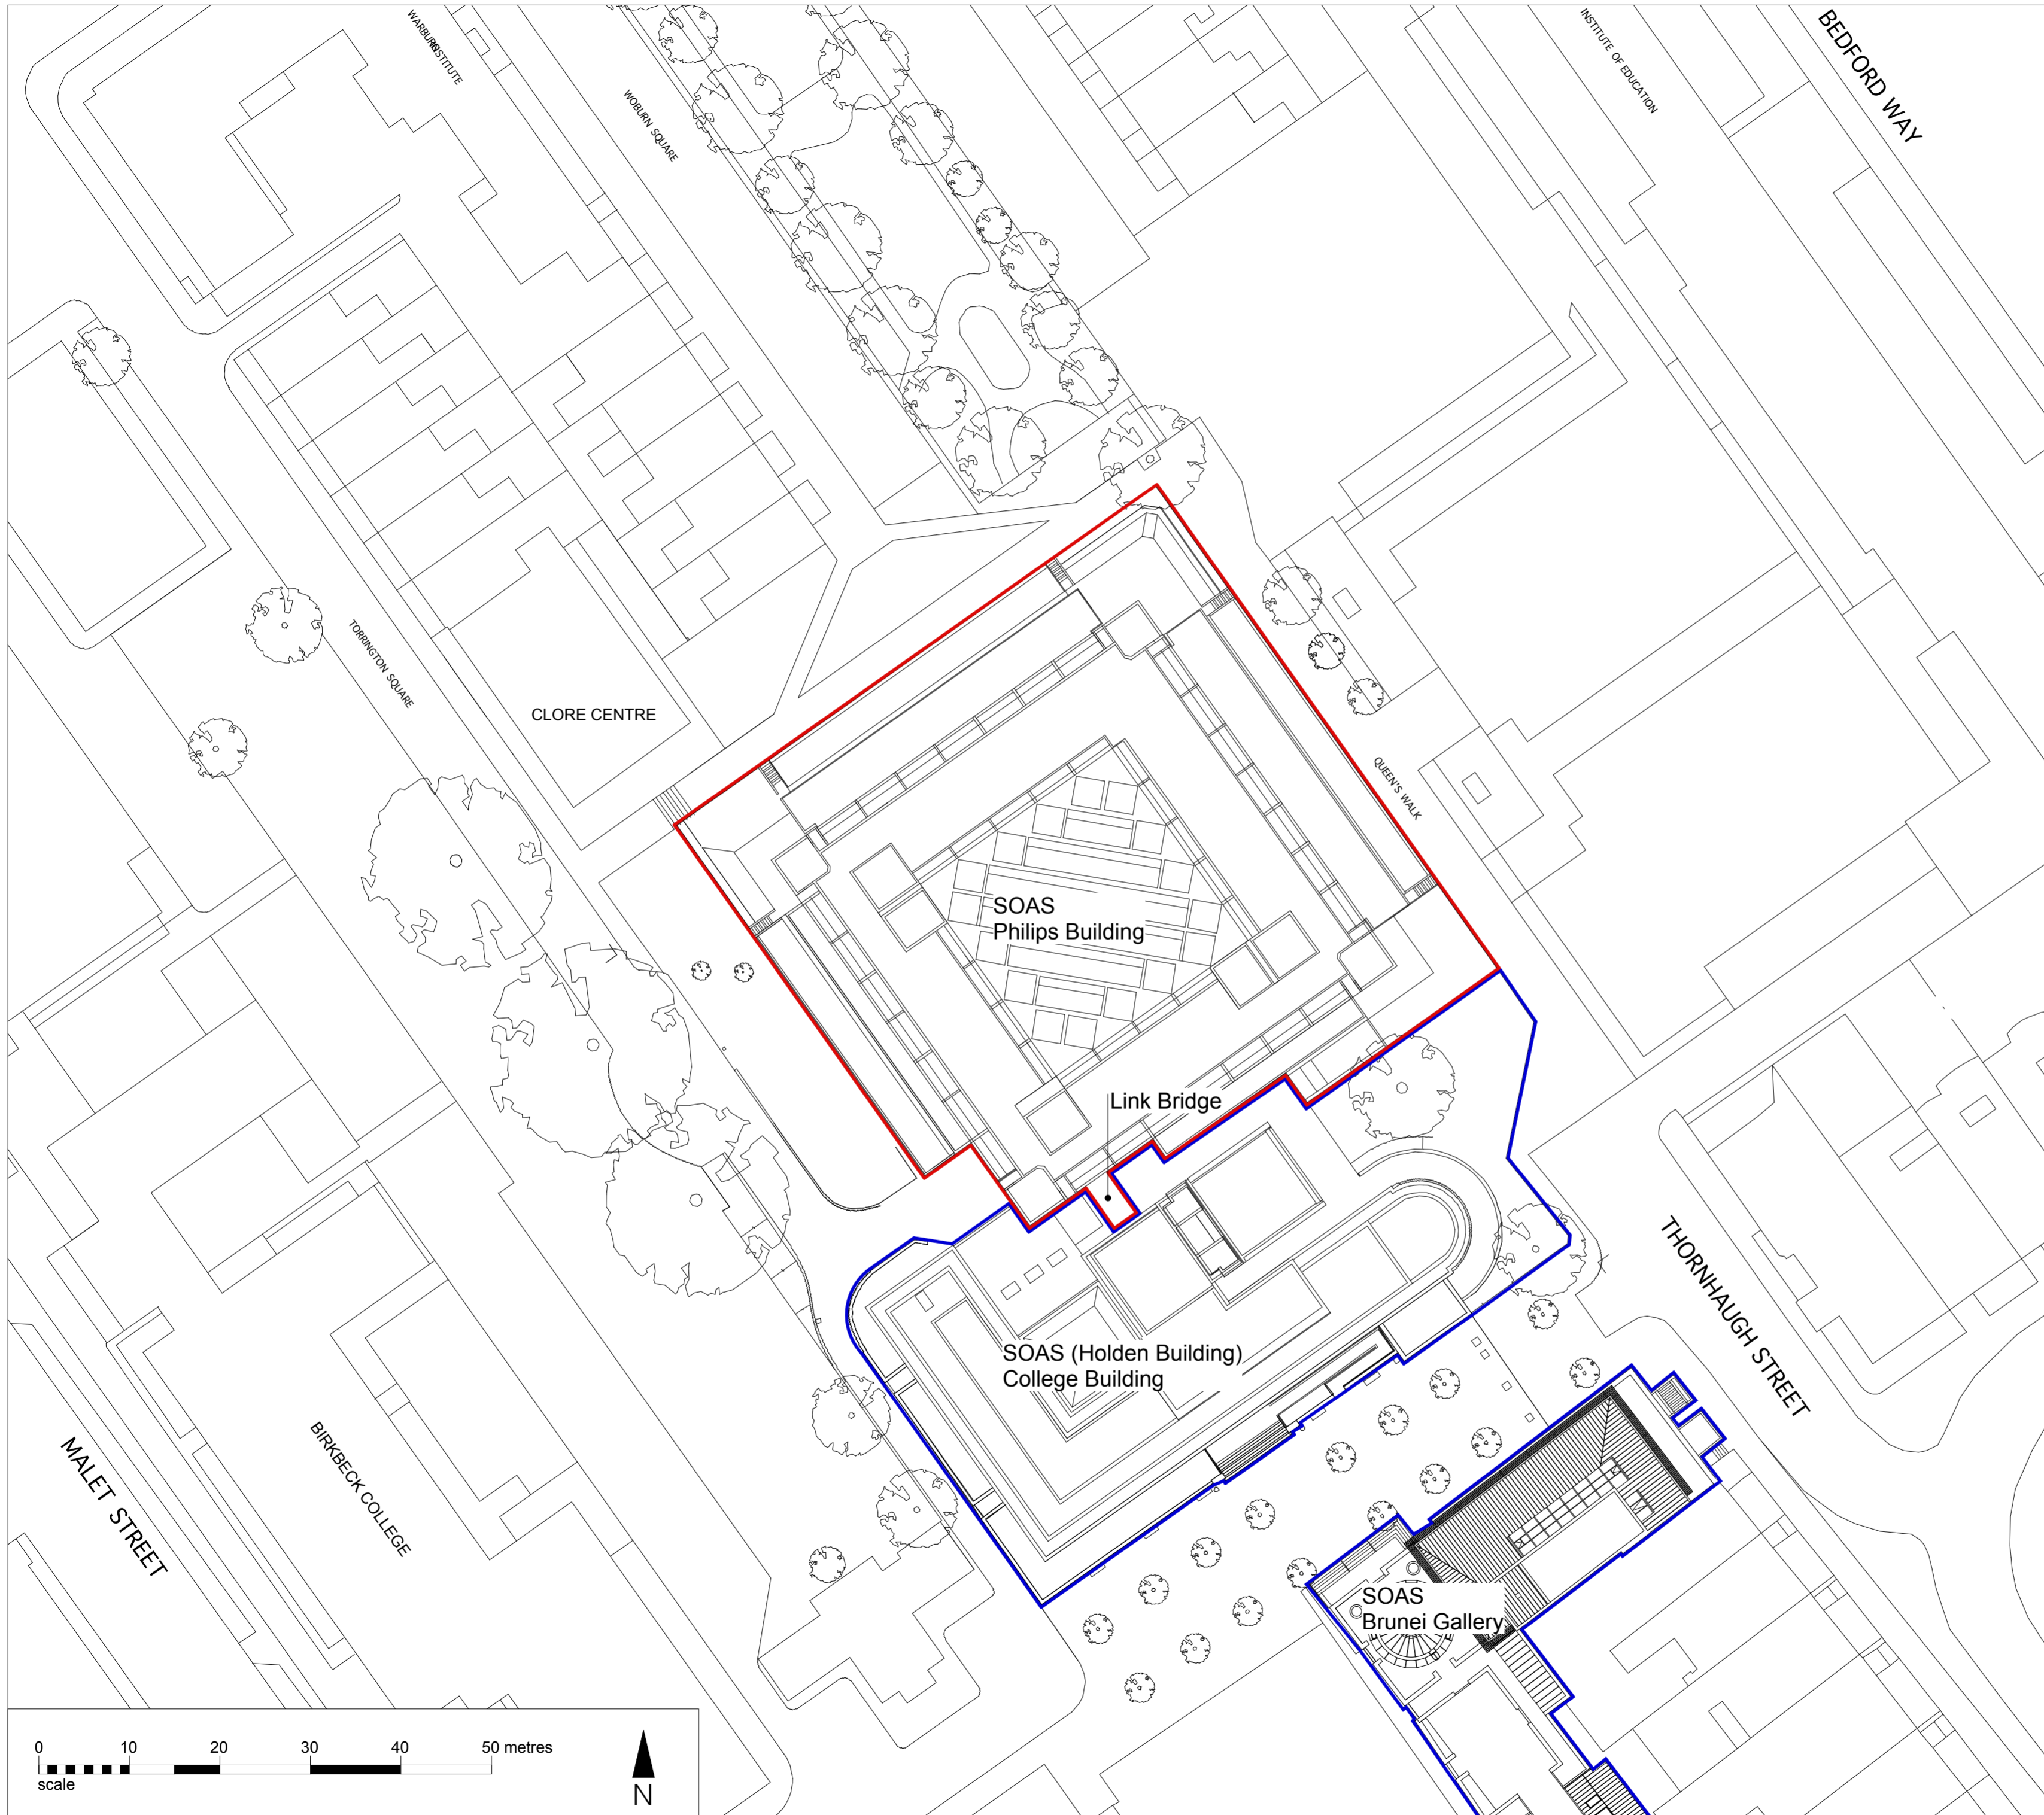 WARBURG
INSTITUTE
WOBURN SQUARE
INSTITUTE OF EDUCATION
BEDFORD WAY
TORRINGTON SQUARE
CLORE CENTRE
QUEEN'S WALK
SOAS
Philips Building
Link Bridge
THORNHAUGH STREET
SOAS (Holden Building)
College Building
MALET STREET
BIRKBECK COLLEGE
SOAS
Brunei Gallery
0 10 20 30 40 50 metres
scale
N